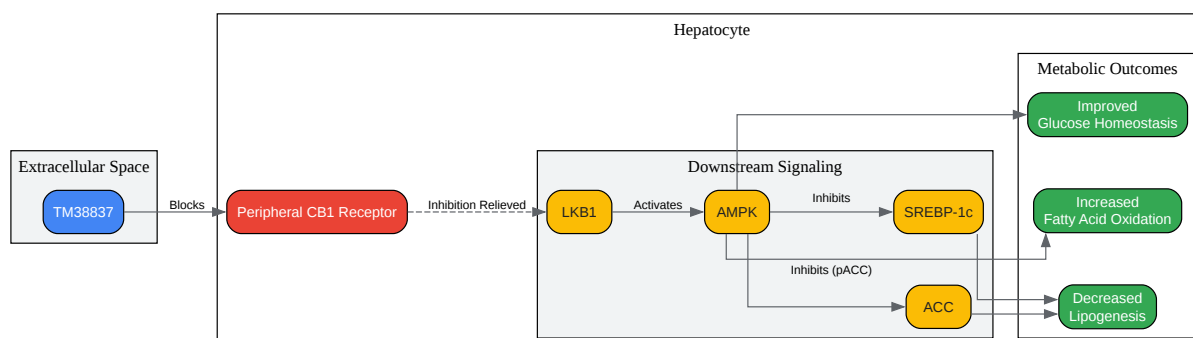 Hepatocyte
Metabolic Outcomes
Improved
Glucose Homeostasis
Extracellular Space
Downstream Signaling
TM38837
Blocks
Peripheral CB1 Receptor
Inhibition Relieved
LKB1
Activates
AMPK
Inhibits
SREBP-1c
Increased
Fatty Acid Oxidation
Inhibits (pACC)
ACC
Decreased
Lipogenesis